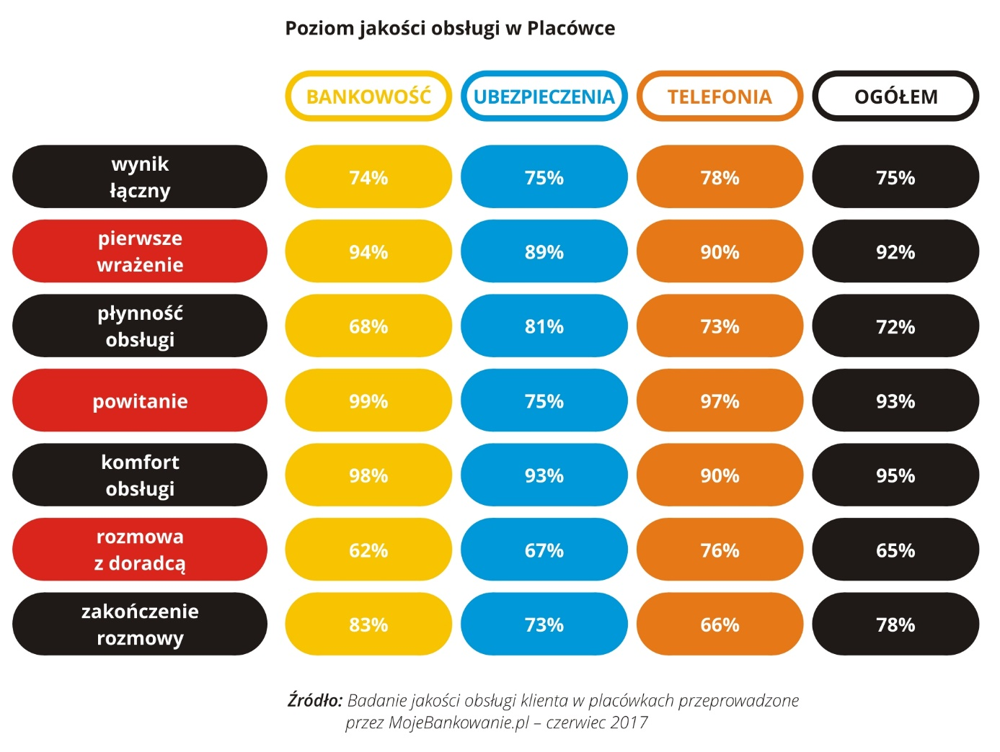 Poziom jakości obsługi w Placówce
BANKOWOŚĆ UBEZPIECZENIA TELEFONIA OGÓŁEM
wynik
łączny
74% 75% 78% 75%
pierwsze
wrażenie
94% 89% 90% 92%
płynność
obsługi
68% 81% 73% 72%
powitanie
99% 75% 97% 93%
komfort
obsługi
98% 93% 90% 95%
rozmowa
z doradcą
62% 67% 76% 65%
zakończenie
rozmowy
83% 73% 66% 78%
Źródło: Badanie jakości obsługi klienta w placówkach przeprowadzone
przez MojeBankowanie.pl – czerwiec 2017